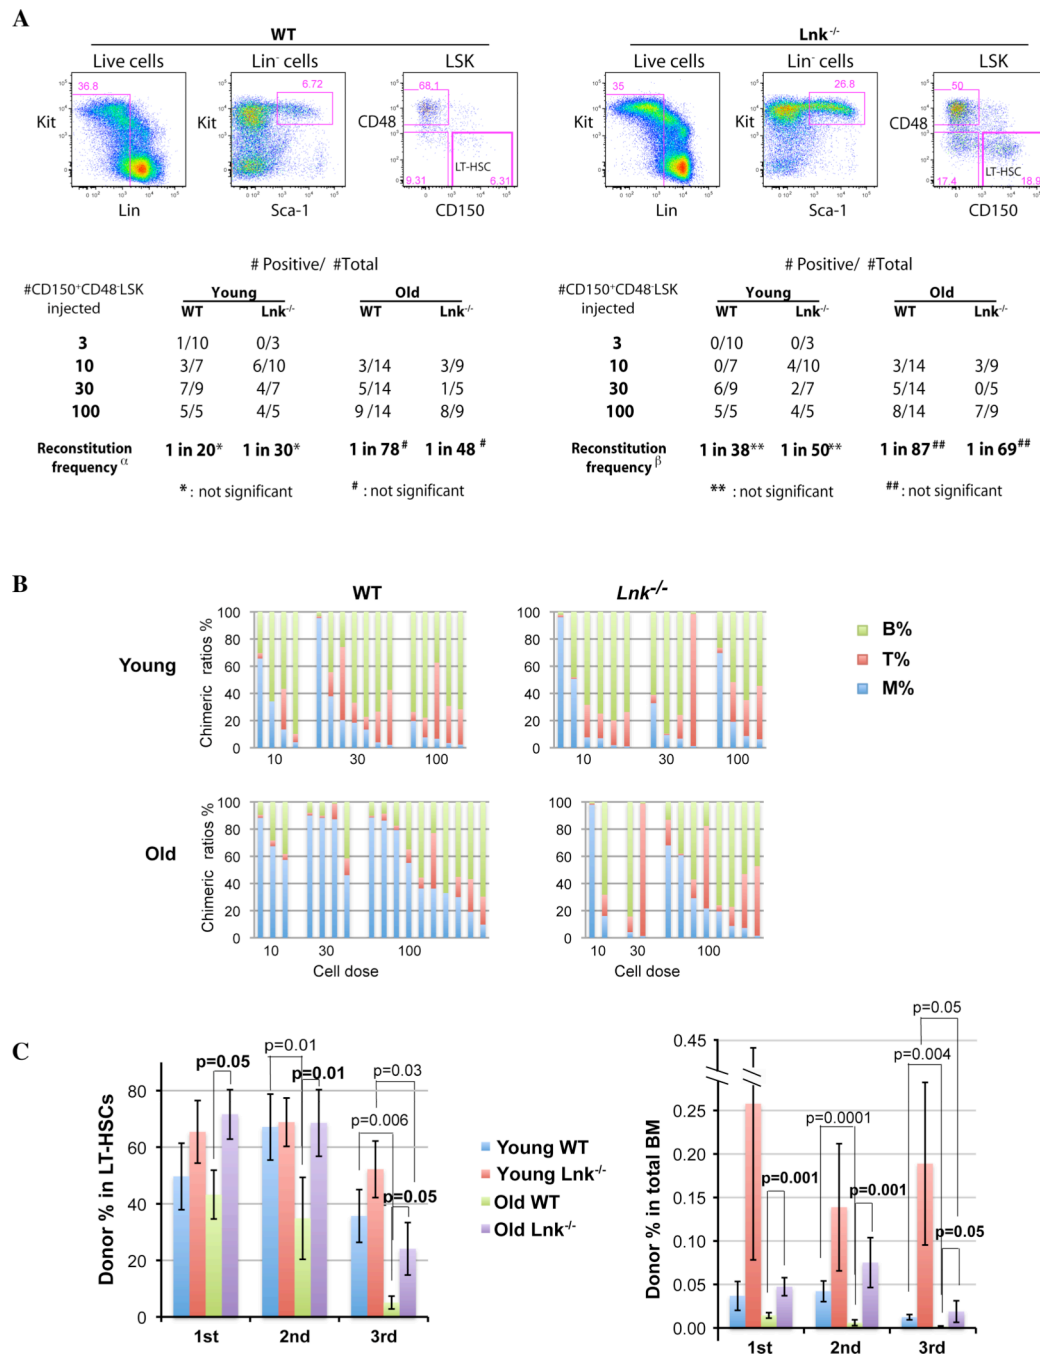 A
WT
Live cells
Lin- cells
LSK
36.8
6.72
68.1
Kit
Kit
CD48
LT-HSC
9.31
6.31
Lin
Sca-1
CD150
Lnk-/-
Live cells
Lin- cells
LSK
35
26.8
50
Kit
Kit
CD48
LT-HSC
17.4
18.9
Lin
Sca-1
CD150
# Positive/ #Total
#CD150+CD48-LSK injected
Young
Old
WT Lnk-/- WT Lnk-/-
3 1/10 0/3
10 3/7 6/10 3/14 3/9
30 7/9 4/7 5/14 1/5
100 5/5 4/5 9 /14 8/9
Reconstitution frequency α 1 in 20* 1 in 30* 1 in 78# 1 in 48 #
* : not significant
# : not significant
# Positive/ #Total
#CD150+CD48-LSK injected
Young
Old
WT Lnk-/- WT Lnk-/-
3 0/10 0/3
10 0/7 4/10 3/14 3/9
30 6/9 2/7 5/14 0/5
100 5/5 4/5 8/14 7/9
Reconstitution frequency β 1 in 38** 1 in 50** 1 in 87## 1 in 69##
** : not significant
## : not significant
B
WT
Lnk-/-
Young
Chimeric ratios %
100
80
60
40
20
0
10 30 100
100
80
60
40
20
0
10 30 100
B%
T%
M%
Old
Chimeric ratios %
100
80
60
40
20
0
10 30 100
Cell dose
100
80
60
40
20
0
10 30 100
Cell dose
C
Donor % in LT-HSCs
80
60
40
20
0
p=0.05
p=0.01
p=0.01
p=0.03
p=0.006
p=0.05
1st 2nd 3rd
Young WT
Young Lnk-/-
Old WT
Old Lnk-/-
Donor % in total BM
0.45
0.25
0.20
0.15
0.10
0.05
0.00
p=0.001
p=0.0001
p=0.001
p=0.05
p=0.004
p=0.05
1st 2nd 3rd